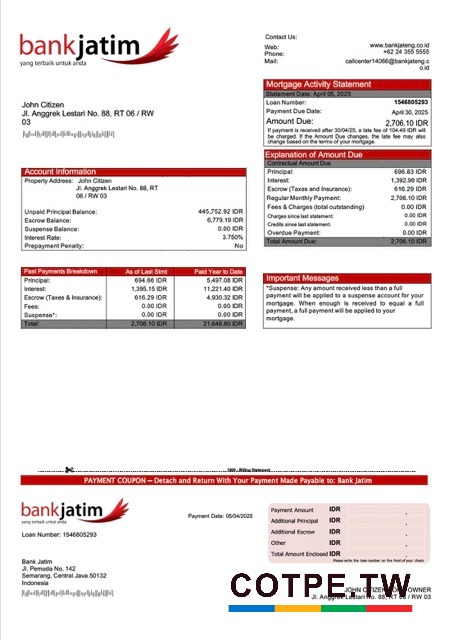 bankjatim
yang terbaik untuk anda
Contact Us:
Web: www.bankjateng.co.id
Phone: +62 24 355 5555
Mail: callcenter14066@bankjateng.c
o.id
Mortgage Activity Statement
Statement Date: April 05, 2025
Loan Number: 1546805293
Payment Due Date: April 30, 2025
Amount Due: 2,706.10 IDR
If payment is received after 30/04/25, a late fee of 104.49 IDR will
be charged. If the Amount Due Changes, the late fee may also
change based on the terms of your mortgage.
John Citizen
Jl. Anggrek Lestari No. 88, RT 06 / RW
03
Explanation of Amount Due
Contractual Amount Due
Principal: 696.83 IDR
Interest: 1,392.98 IDR
Escrow (Taxes and Insurance): 616.29 IDR
Regular Monthly Payment: 2,706.10 IDR
Fees & Charges (total outstanding) 0.00 IDR
Charges since last statement: 0.00 IDR
Credits since last statement: 0.00 IDR
Overdue Payment: 0.00 IDR
Total Amount Due: 2,706.10 IDR
Account Information
Property Address: John Citizen
Jl. Anggrek Lestari No. 88, RT
06 / RW 03
Unpaid Principal Balance: 445,752.92 IDR
Escrow Balance: 6,779.19 IDR
Suspense Balance: 0.00 IDR
Interest Rate: 3.750%
Prepayment Penalty: No
Past Payments Breakdown As of Last Stmt Paid Year to Date
Principal: 694.66 IDR 5,497.08 IDR
Interest: 1,395.15 IDR 11,221.40 IDR
Escrow (Taxes & Insurance): 616.29 IDR 4,930.32 IDR
Fees: 0.00 IDR 0.00 IDR
Suspense*: 0.00 IDR 0.00 IDR
Total: 2,706.10 IDR 21,648.80 IDR
Important Messages
*Suspense: Any amount received less than a full
payment will be applied to a suspense account for your
mortgage. When enough is received to equal a full
payment, a full payment will be applied to your
mortgage.
Billing Statement
PAYMENT COUPON – Detach and Return With Your Payment Made Payable to: Bank Jatim
bankjatim
yang terbaik untuk anda
Loan Number: 1546805293
Payment Date: 05/04/2025
Payment Amount IDR .
Additional Principal IDR .
Additional Escrow IDR .
Other IDR .
Total Amount Enclosed IDR .
Please write the loan number on the front of your check
Bank Jatim
Jl. Pemuda No. 142
Semarang, Central Java 50132
Indonesia
COTPE.TW
JOHN CITIZEN OWNER
Jl. Anggrek Lestari No. 88, RT 06 / RW 03